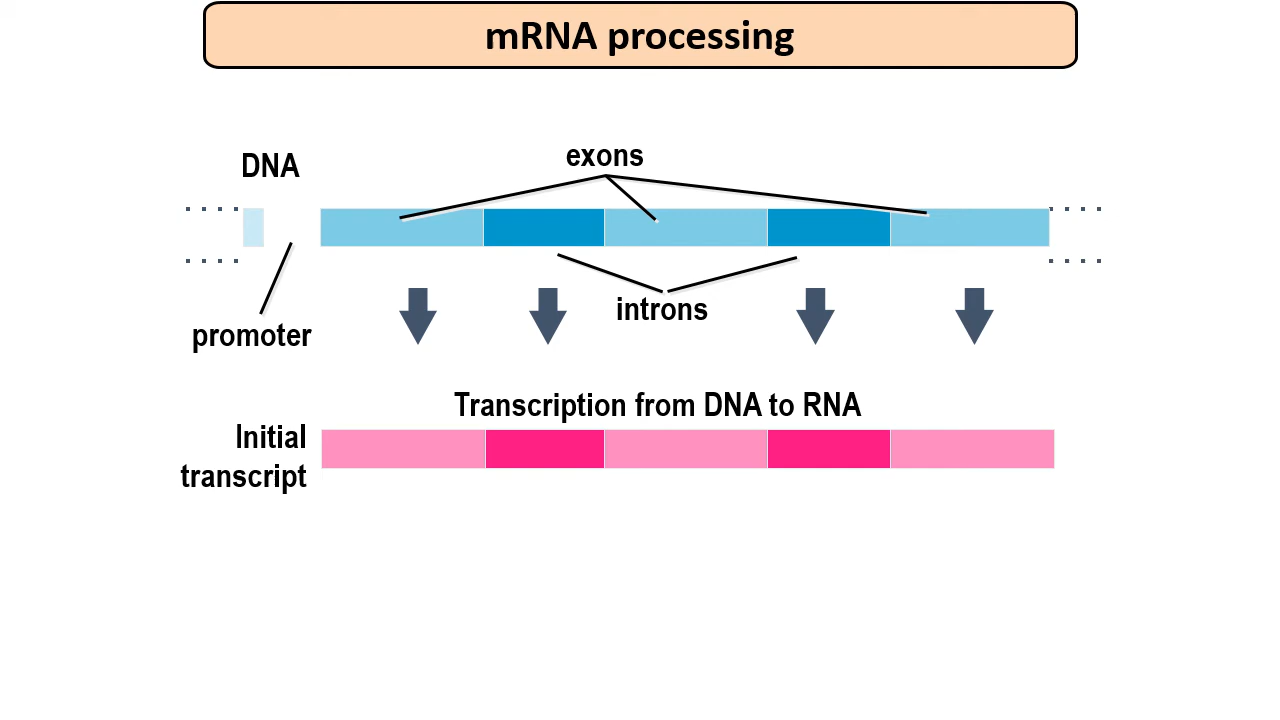 mRNA processing
DNA
exons
introns
promoter
Transcription from DNA to RNA
Initial
transcript